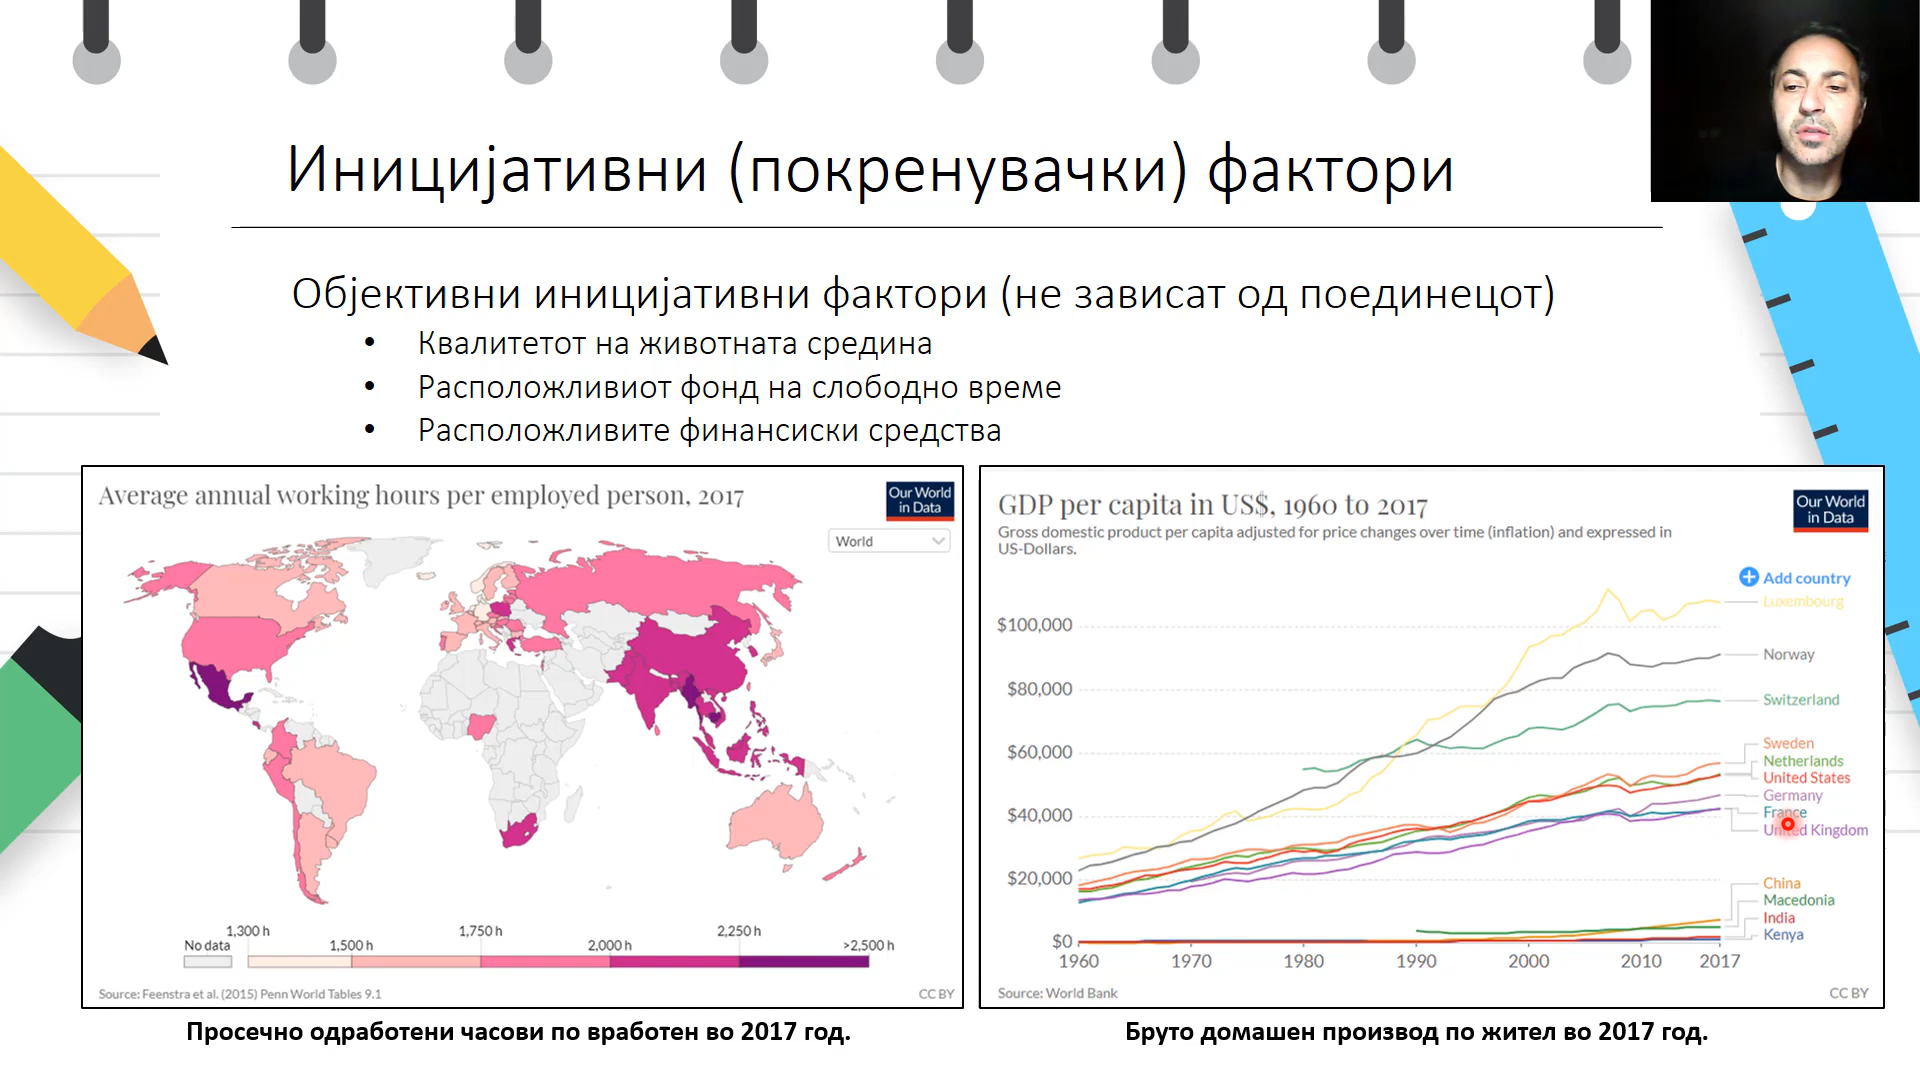 Иницијативни (покренувачки) фактори
Објективни иницијативни фактори (не зависат од поединецот)
• Квалитетот на животната средина
• Расположливиот фонд на слободно време
• Расположливите финансиски средства
Average annual working hours per employed person, 2017
Our World
in Data
World
No data
1,300 h
1,500 h
1,750 h
2,000 h
2,250 h
>2,500 h
Source: Feenstra et al. (2015) Penn World Tables 9.1
CC BY
Просечно одработени часови по вработен во 2017 год.
GDP per capita in US$, 1960 to 2017
Gross domestic product per capita adjusted for price changes over time (inflation) and expressed in
US-Dollars.
Our World
in Data
Add country
Luxembourg
Norway
Switzerland
Sweden
Netherlands
United States
Germany
France
United Kingdom
China
Macedonia
India
Kenya
$100,000
$80,000
$60,000
$40,000
$20,000
$0
1960
1970
1980
1990
2000
2010
2017
Source: World Bank
CC BY
Бруто домашен производ по жител во 2017 год.